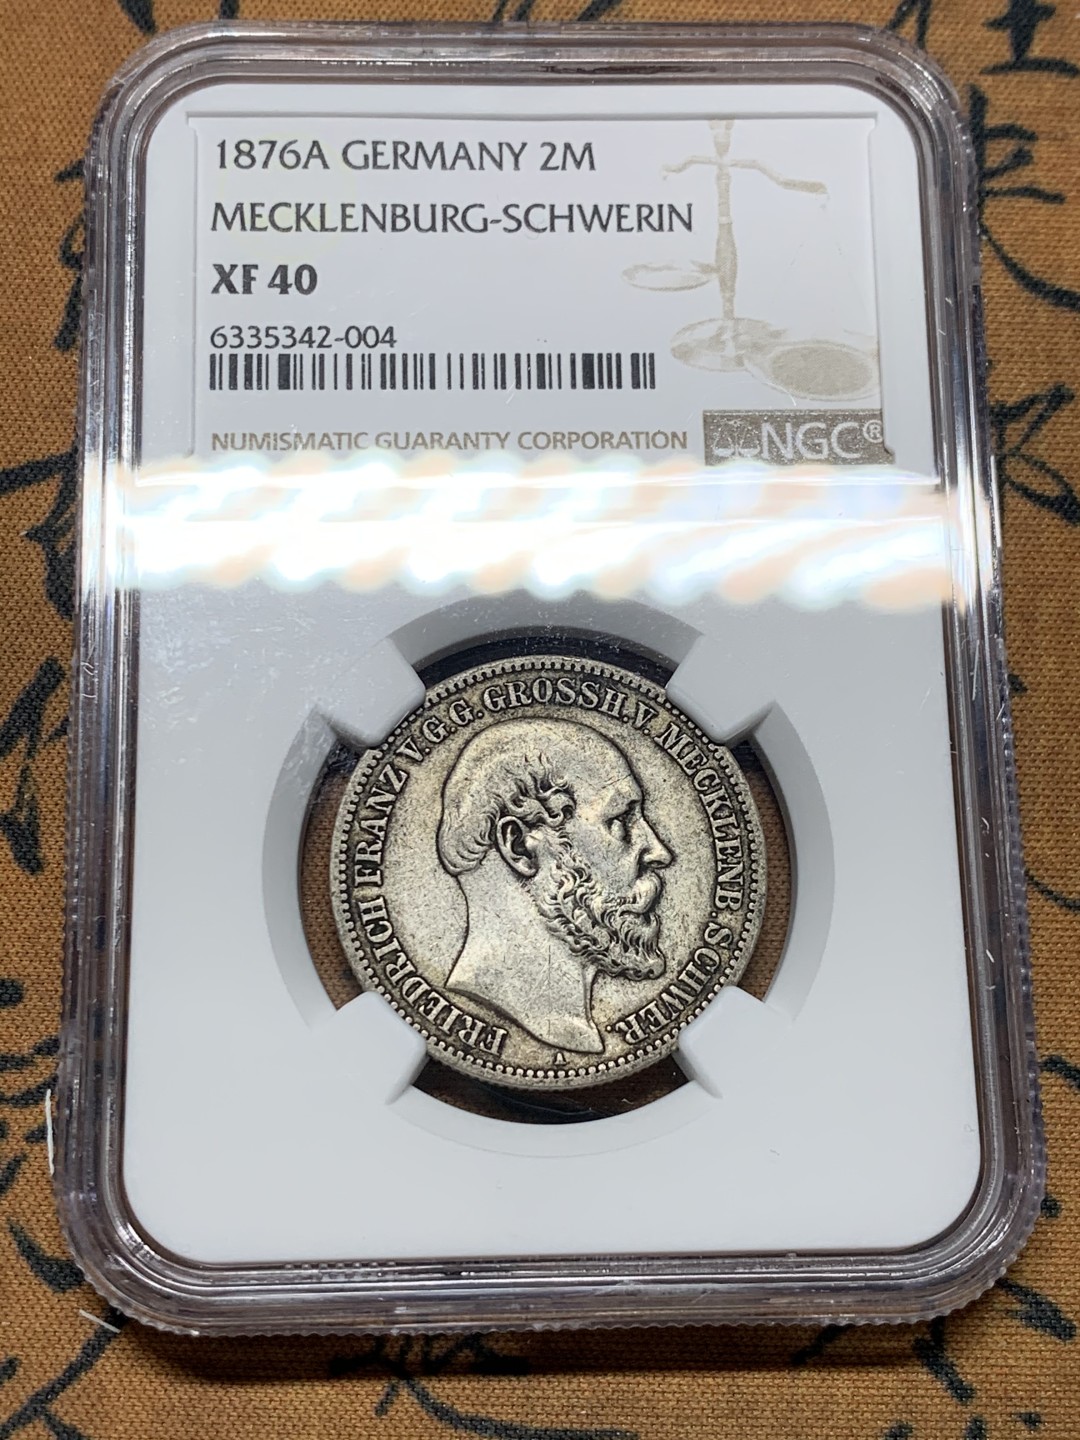 1876A GERMANY 2M
MECKLENBURG-SCHWERIN
XF 40
6335342-004
NUMISMATIC GUARANTY CORPORATION
NGC®
FRIEDRICH FRANZ V.G.G.GROSSH.V. MECKLENB.SCHWER.
A